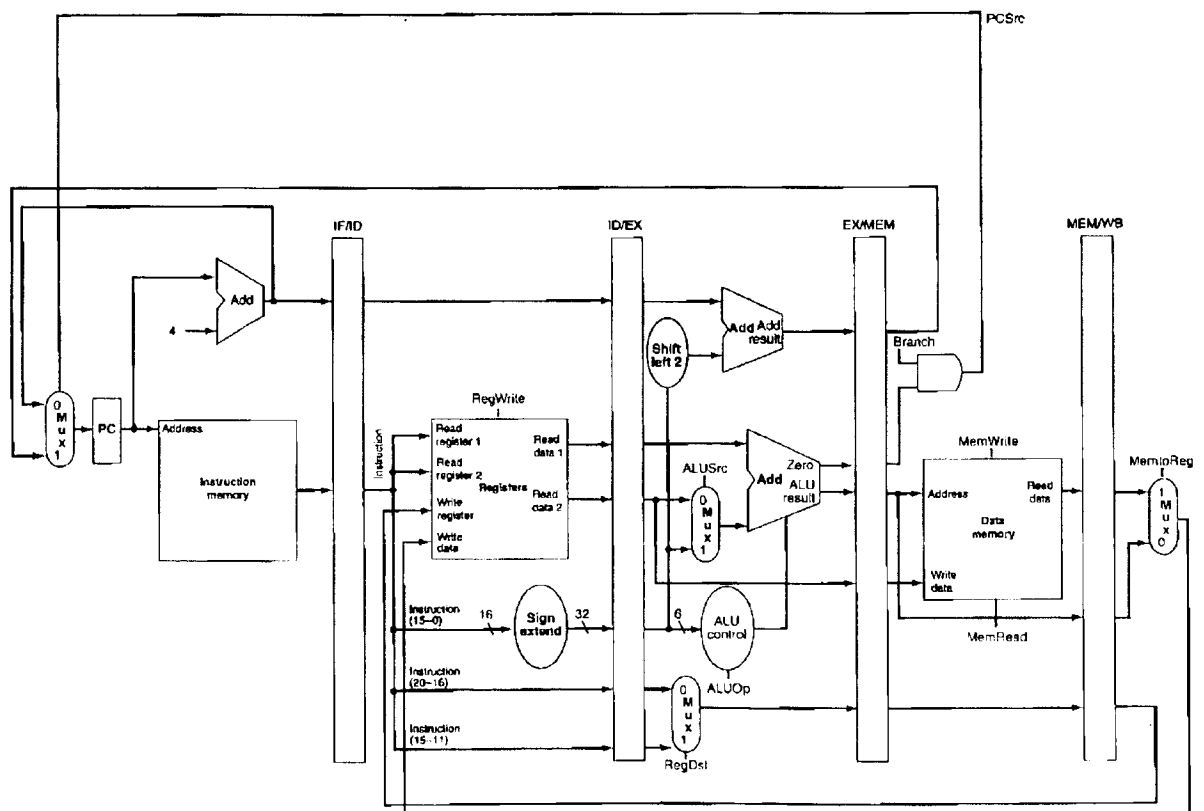 PCSrc
IF/ID
ID/EX
EX/MEM
MEM/WB
Add
4
Add Add
result
Shift
left 2
Branch
RegWrite
0
M
u
x
1
PC
Address
Instruction
memory
Instruction
Read
register 1
Read
register 2
Write
register
Write
data
Registers
Read
data 1
Read
data 2
ALUSrc
0
M
u
x
1
Add
Zero
ALU
result
MemWrite
Address
Read
data
Data
memory
Write
data
MemRead
MemtoReg
1
M
u
x
0
Instruction
(15–0)
16
Sign
extend
32
6
ALU
control
ALUOp
Instruction
(20–16)
Instruction
(15–11)
0
M
u
x
1
RegDst